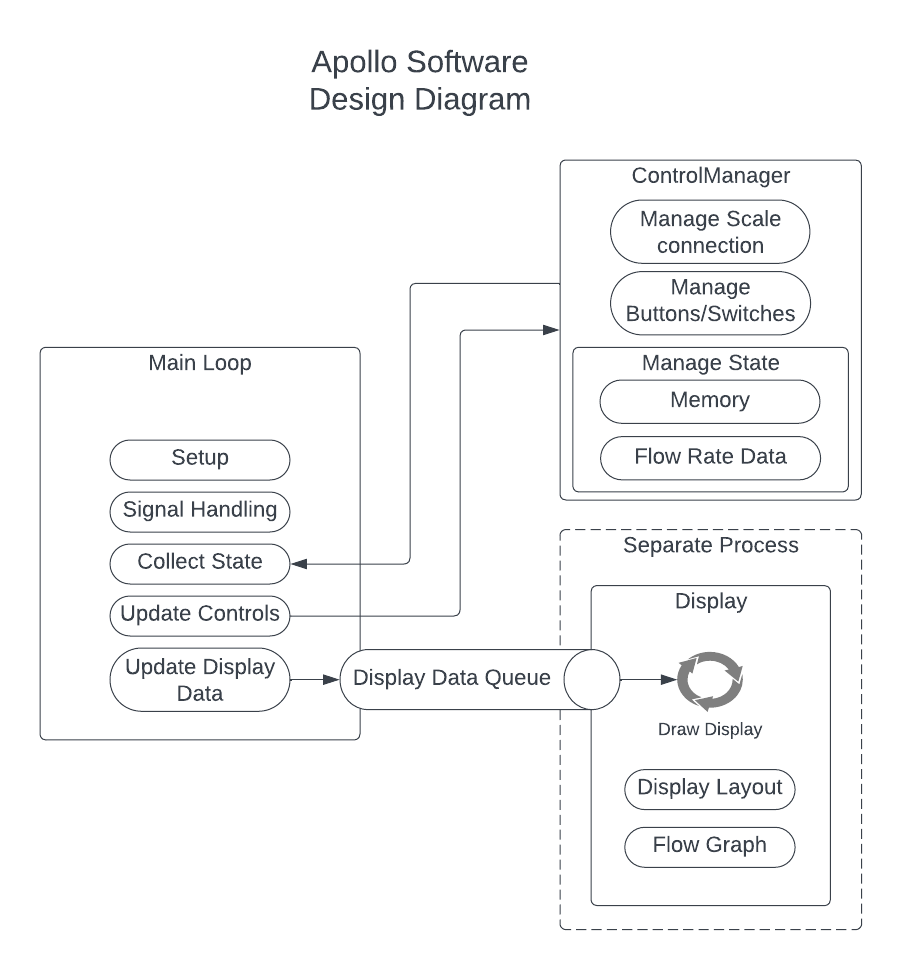 Apollo Software
Design Diagram
ControlManager
Manage Scale
connection
Manage
Buttons/Switches
Manage State
Memory
Flow Rate Data
Main Loop
Setup
Signal Handling
Collect State
Update Controls
Update Display
Data
Display Data Queue
Separate Process
Display
Draw Display
Display Layout
Flow Graph